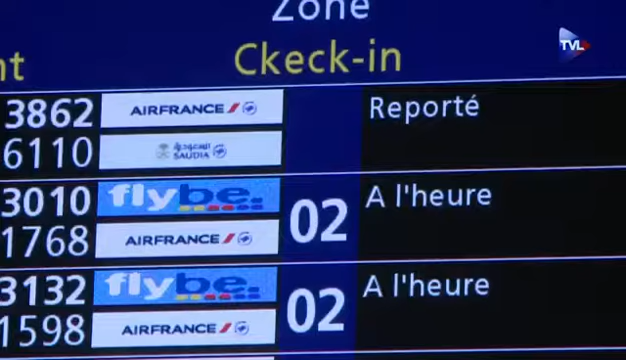 Zone
TVL
nt
Ckeck-in
3862 AIRFRANCE Reporté
6110 السعودية SAUDIA
3010 flybe. 02 A l'heure
1768 AIRFRANCE
3132 flybe. 02 A l'heure
1598 AIRFRANCE